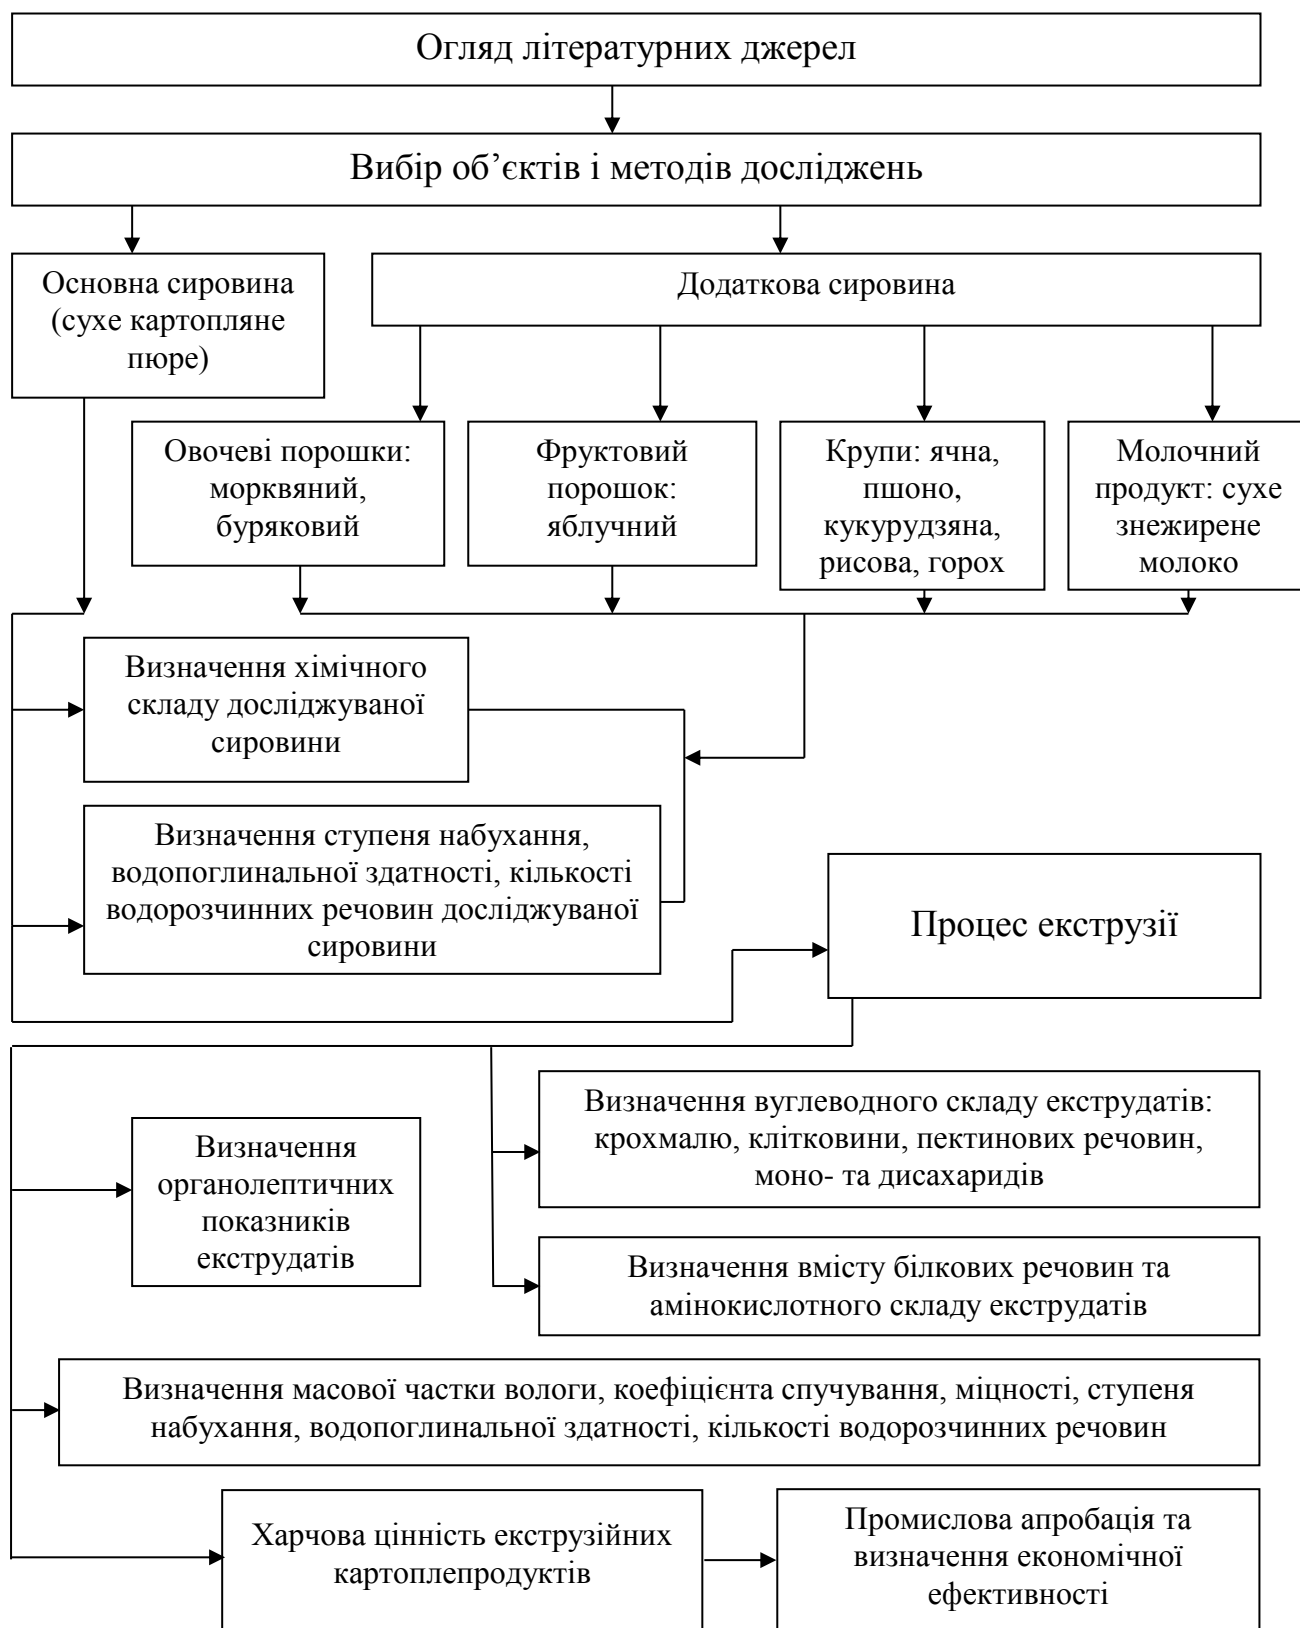 Огляд літературних джерел
Вибір об’єктів і методів досліджень
Основна сировина
(сухе картопляне
пюре)
Додаткова сировина
Овочеві порошки:
морквяний,
буряковий
Фруктовий
порошок:
яблучний
Крупи: ячна,
пшоно,
кукурудзяна,
рисова, горох
Молочний
продукт: сухе
знежирене
молоко
Визначення хімічного
складу досліджуваної
сировини
Визначення ступеня набухання,
водопоглинальної здатності, кількості
водорозчинних речовин досліджуваної
сировини
Процес екструзії
Визначення вуглеводного складу екструдатів:
крохмалю, клітковини, пектинових речовин,
моно- та дисахаридів
Визначення
органолептичних
показників
екструдатів
Визначення вмісту білкових речовин та
амінокислотного складу екструдатів
Визначення масової частки вологи, коефіцієнта спучування, міцності, ступеня
набухання, водопоглинальної здатності, кількості водорозчинних речовин
Харчова цінність екструзійних
картоплепродуктів
Промислова апробація та
визначення економічної
ефективності